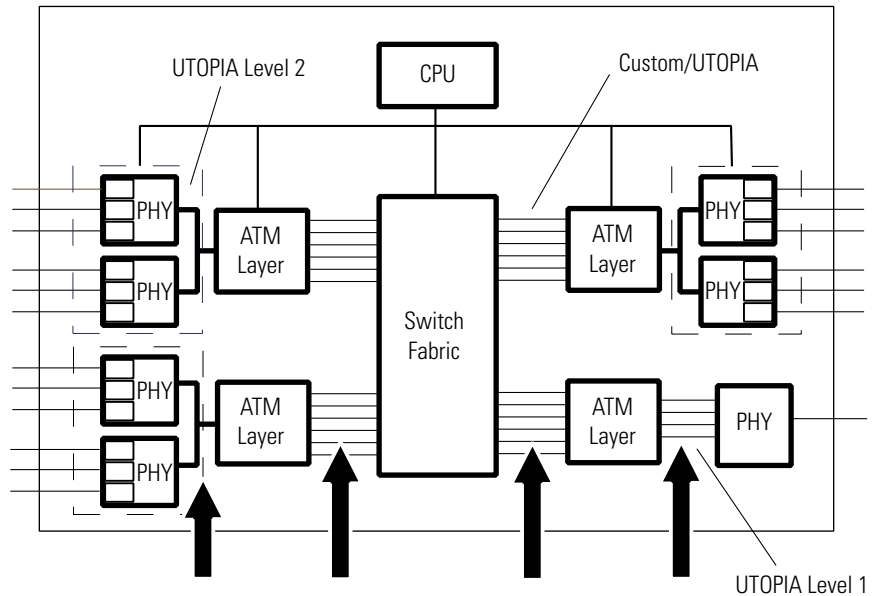 UTOPIA Level 2
CPU
Custom/UTOPIA
PHY
ATM
Layer
ATM
Layer
PHY
PHY
PHY
Switch
Fabric
PHY
ATM
Layer
ATM
Layer
PHY
PHY
UTOPIA Level 1